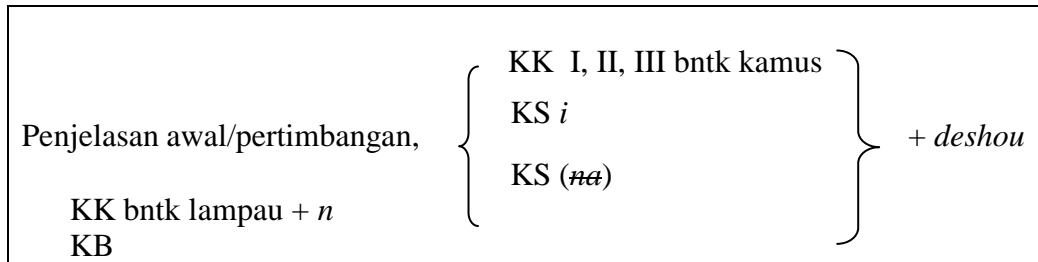 KK I, II, III bntk kamus
KS i
Penjelasan awal/pertimbangan, + deshou
KS (na)
KK bntk lampau + n
KB